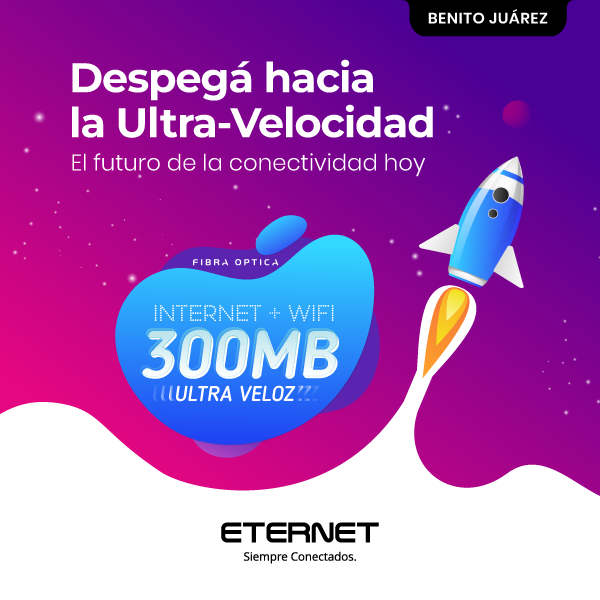 BENITO JUÁREZ
Despegá hacia
la Ultra-Velocidad
El futuro de la conectividad hoy
FIBRA OPTICA
INTERNET + WIFI
300MB
ULTRA VELOZ
ETERNET
Siempre Conectados.